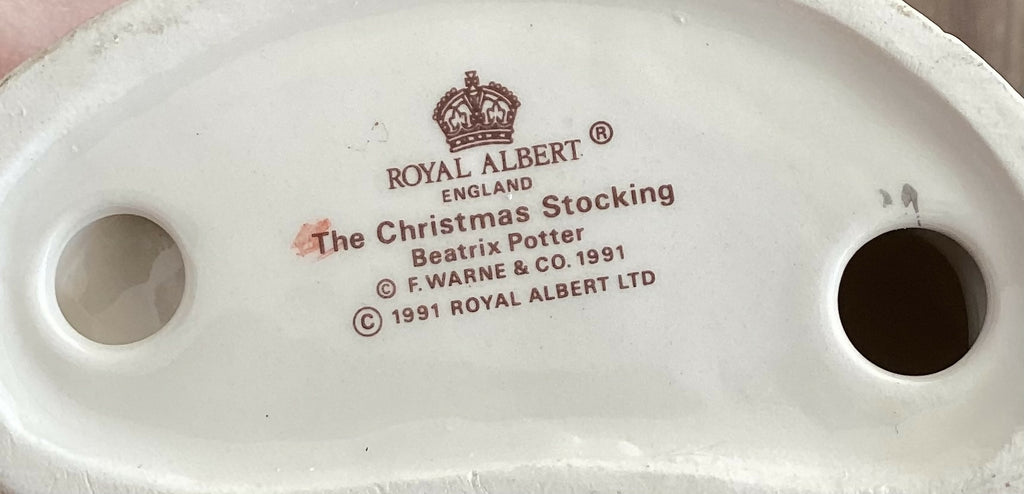 ROYAL ALBERT ®
ENGLAND
The Christmas Stocking
Beatrix Potter
© F. WARNE & CO. 1991
© 1991 ROYAL ALBERT LTD